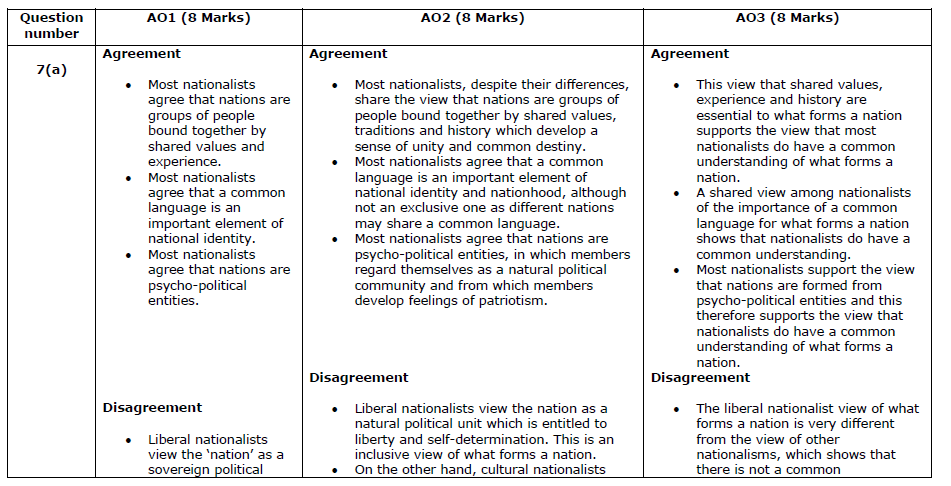 Question number
AO1 (8 Marks)
AO2 (8 Marks)
AO3 (8 Marks)
7(a)
Agreement
• Most nationalists
agree that nations are
groups of people
bound together by
shared values and
experience.
• Most nationalists
agree that a common
language is an
important element of
national identity.
• Most nationalists
agree that nations are
psycho-political
entities.
Disagreement
• Liberal nationalists
view the ‘nation’ as a
sovereign political
Agreement
• Most nationalists, despite their differences,
share the view that nations are groups of
people bound together by shared values,
traditions and history which develop a
sense of unity and common destiny.
• Most nationalists agree that a common
language is an important element of
national identity and nationhood, although
not an exclusive one as different nations
may share a common language.
• Most nationalists agree that nations are
psycho-political entities, in which members
regard themselves as a natural political
community and from which members
develop feelings of patriotism.
Disagreement
• Liberal nationalists view the nation as a
natural political unit which is entitled to
liberty and self-determination. This is an
inclusive view of what forms a nation.
• On the other hand, cultural nationalists
Agreement
• This view that shared values,
experience and history are
essential to what forms a nation
supports the view that most
nationalists do have a common
understanding of what forms a
nation.
• A shared view among nationalists
of the importance of a common
language for what forms a nation
shows that nationalists do have a
common understanding.
• Most nationalists support the view
that nations are formed from
psycho-political entities and this
therefore supports the view that
nationalists do have a common
understanding of what forms a
nation.
Disagreement
• The liberal nationalist view of what
forms a nation is very different
from the view of other
nationalisms, which shows that
there is not a common